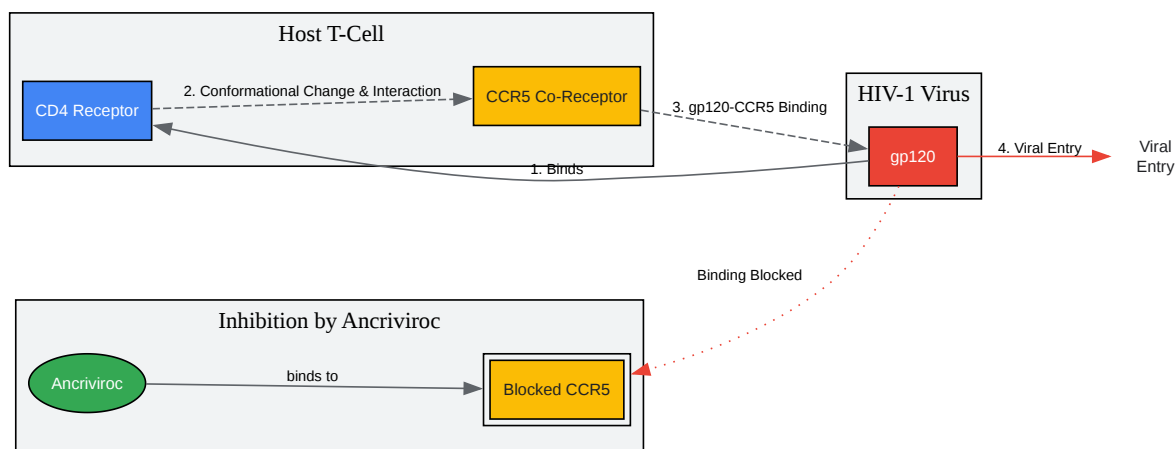 Host T-Cell
CD4 Receptor
2. Conformational Change & Interaction
CCR5 Co-Receptor
3. gp120-CCR5 Binding
1. Binds
HIV-1 Virus
gp120
4. Viral Entry
Viral
Entry
Binding Blocked
Inhibition by Ancriviroc
Ancriviroc
binds to
Blocked CCR5